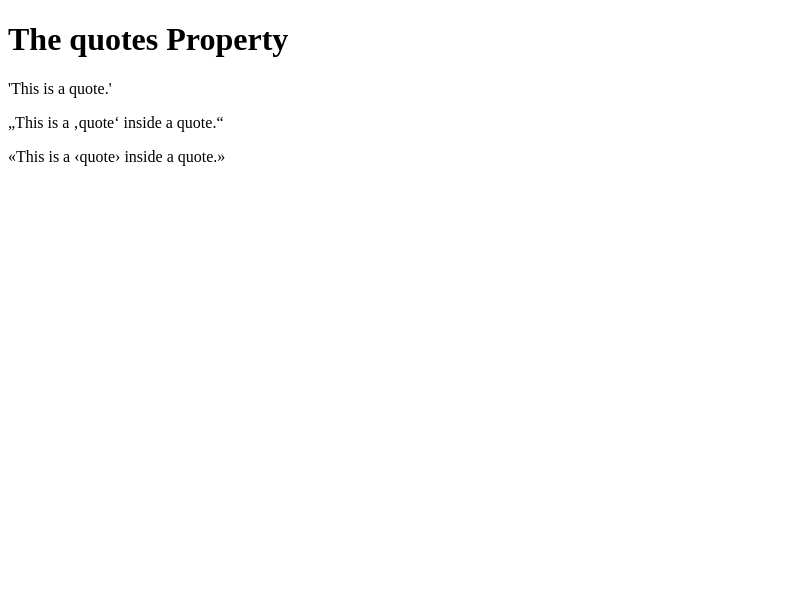 The quotes Property
'This is a quote.'
„This is a ‚quote‘ inside a quote.“
«This is a ‹quote› inside a quote.»